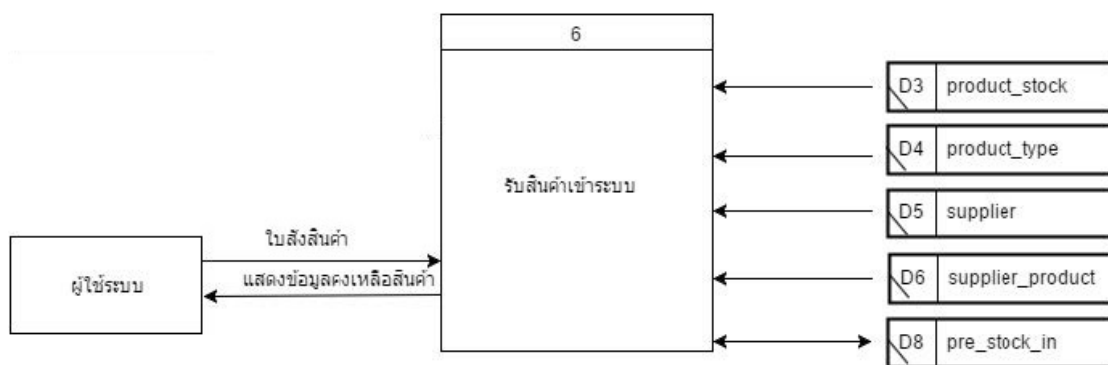 6
รับสินค้าเข้าระบบ
ผู้ใช้ระบบ
ใบสั่งสินค้า
แสดงข้อมูลคงเหลือสินค้า
D3 product_stock
D4 product_type
D5 supplier
D6 supplier_product
D8 pre_stock_in